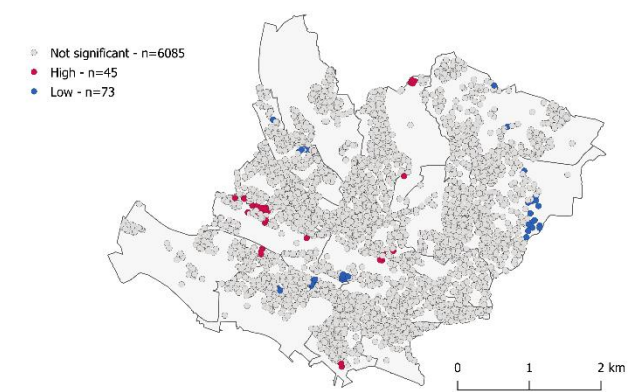 Not significant - n=6085
High - n=45
Low - n=73
0 1 2 km